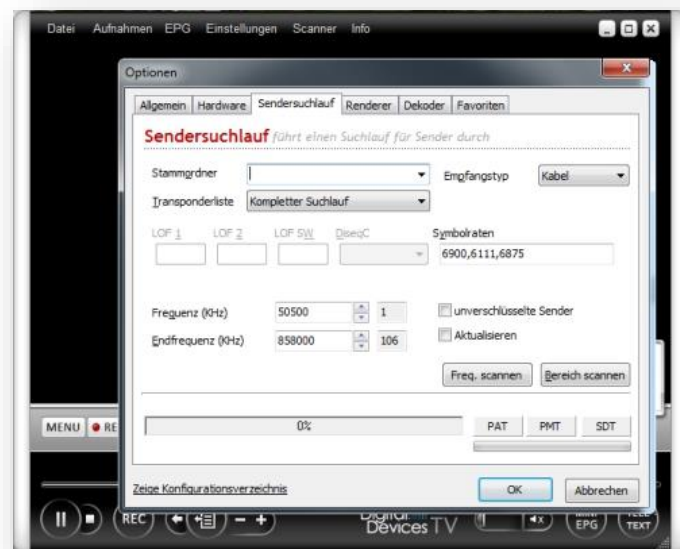 Datei Aufnahmen EPG Einstellungen Scanner Info
Optionen
Allgemein Hardware Sendersuchlauf Renderer Dekoder Favoriten
Sendersuchlauf führt einen Suchlauf für Sender durch
Stammordner Empfangstyp Kabel
Transponderliste Kompletter Suchlauf
LOF 1 LOF 2 LOF SW DiseqC Symbolraten
6900,6111,6875
Frequenz (KHz) 50500 1 unverschlüsselte Sender
Endfrequenz (KHz) 858000 106 Aktualisieren
Freq. scannen Bereich scannen
MENU RE 0% PAT PMT SDT
Zeige Konfigurationsverzeichnis OK Abbrechen
REC Digital Devices TV EPG TEXT